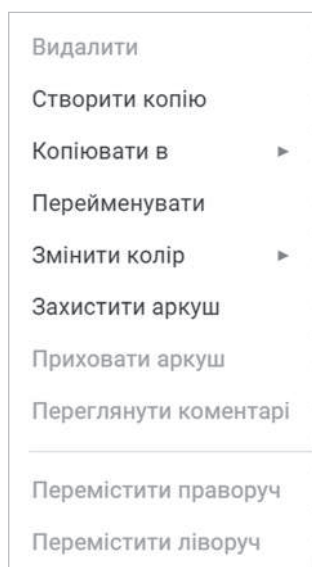 Видалити
Створити копію
Копіювати в
Перейменувати
Змінити колір
Захистити аркуш
Приховати аркуш
Переглянути коментарі
Перемістити праворуч
Перемістити ліворуч